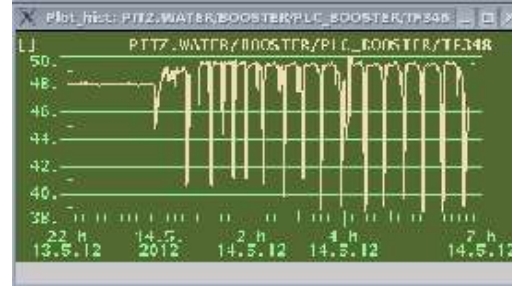 Plot_hist: PITZ.WATER/BOOSTER/PLC_BOOSTER/TF348
[] PITZ.WATER/BOOSTER/PLC_BOOSTER/TF348
50.
48.
46.
44.
42.
40.
38.
22 h 14.5. 2 h 4 h 7 h
13.5.12 2012 14.5.12 14.5.12 14.5.12